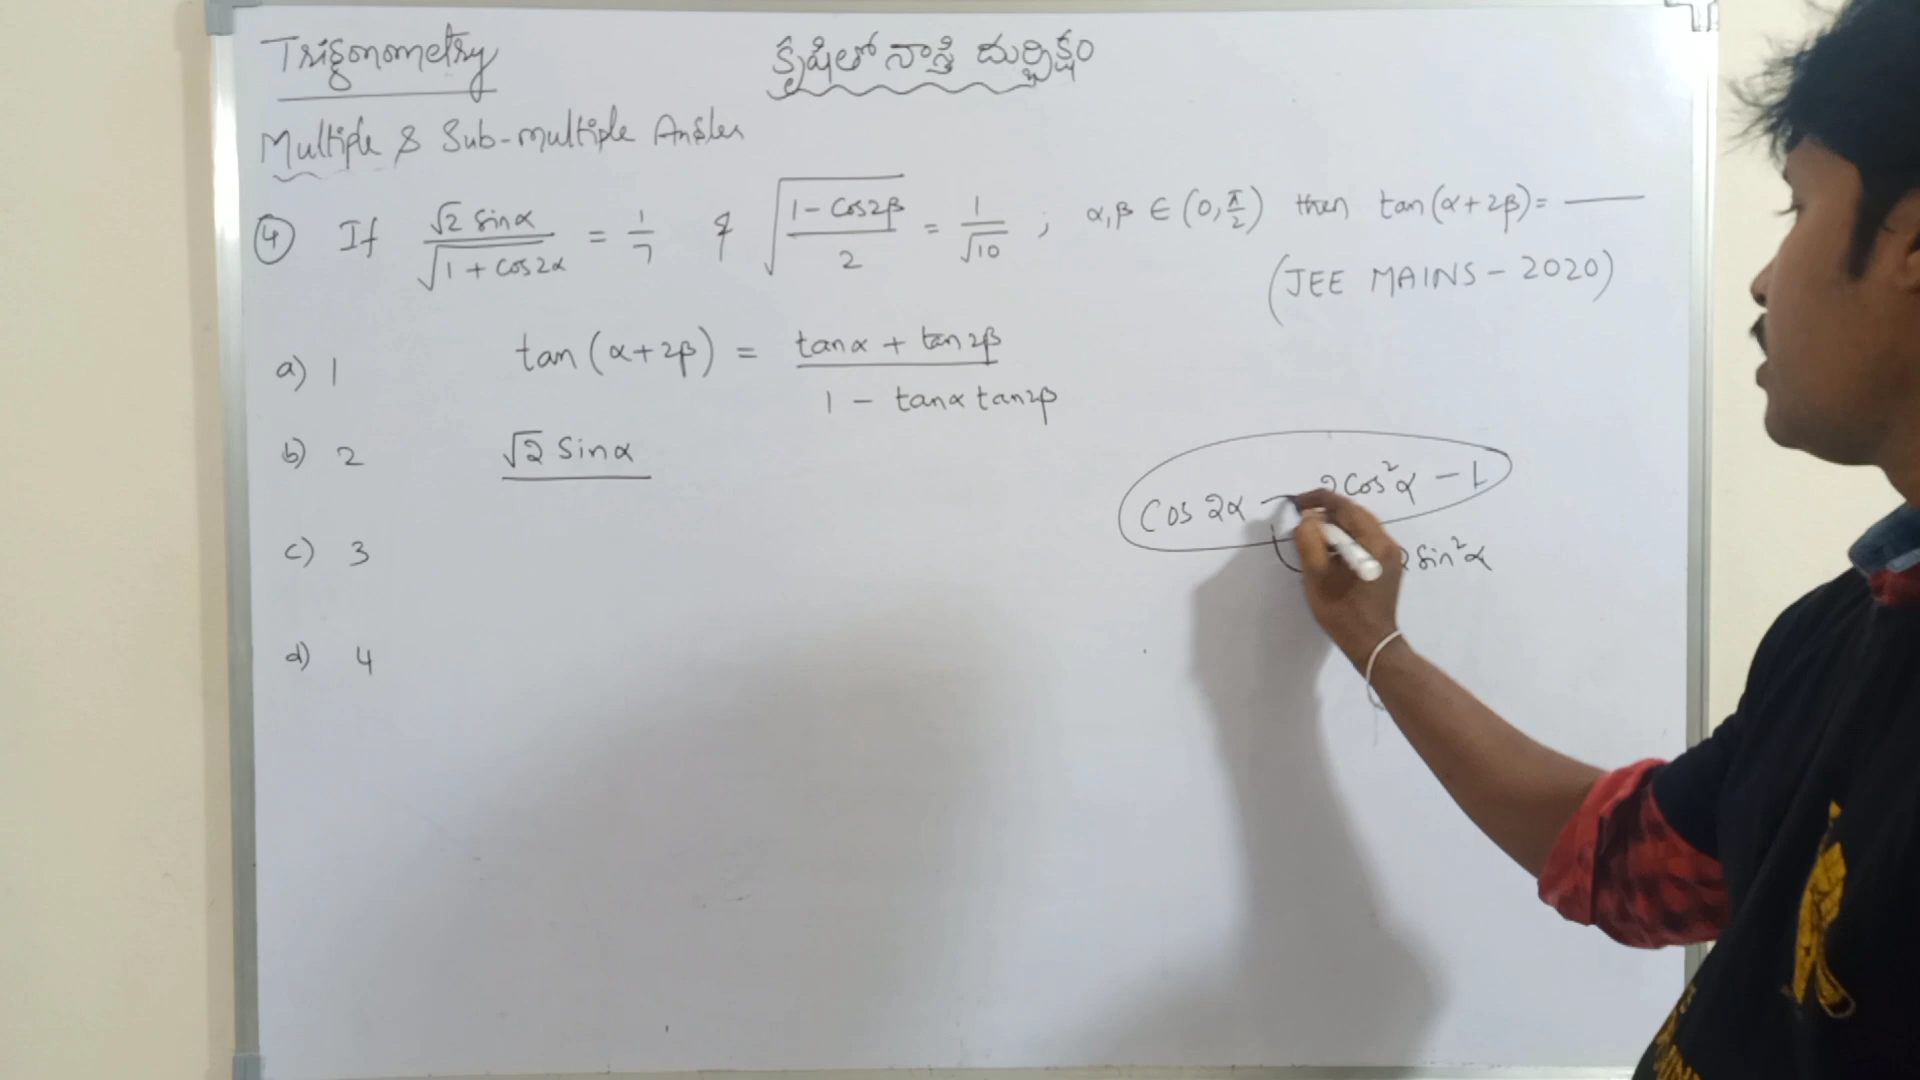 Trigonometry
కృషితో నాస్తి దుర్భిక్షం
Multiple & Sub-multiple Angles
4 If √2 sinα / √(1 + cos2α) = 1/7 & √((1 - cos2β)/2) = 1/√10 ; α,β ∈ (0, π/2) then tan(α+2β) = ____
(JEE MAINS - 2020)
tan(α+2β) = (tanα + tan2β) / (1 - tanα tan2β)
a) 1
b) 2
√2 Sinα
Cos 2α 2Cos²α - 1
2Sin²α
c) 3
d) 4